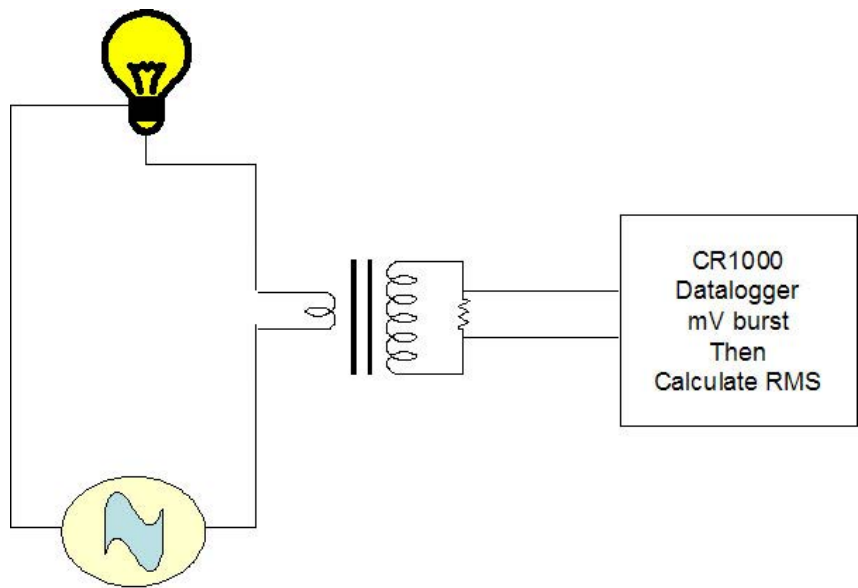 CR1000
Datalogger
mV burst
Then
Calculate RMS